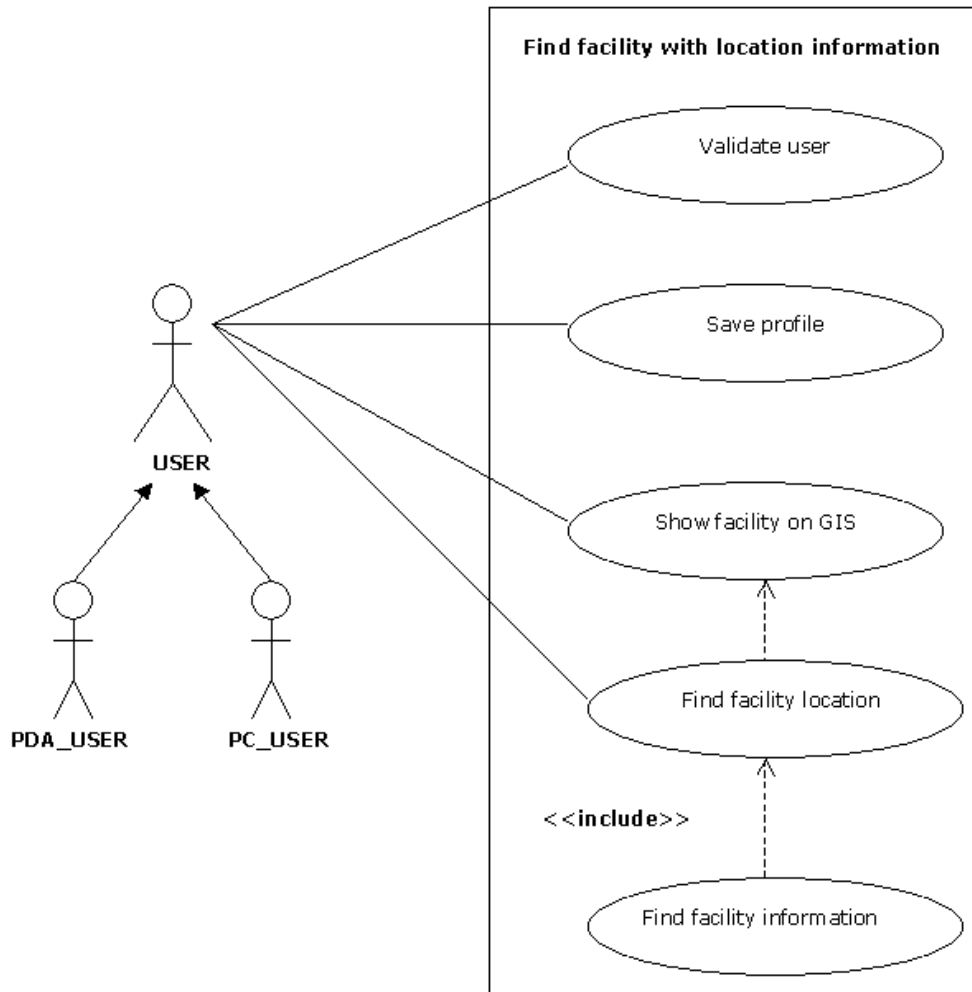 Find facility with location information
Validate user
Save profile
USER
Show facility on GIS
PDA_USER
PC_USER
Find facility location
<<include>>
Find facility information